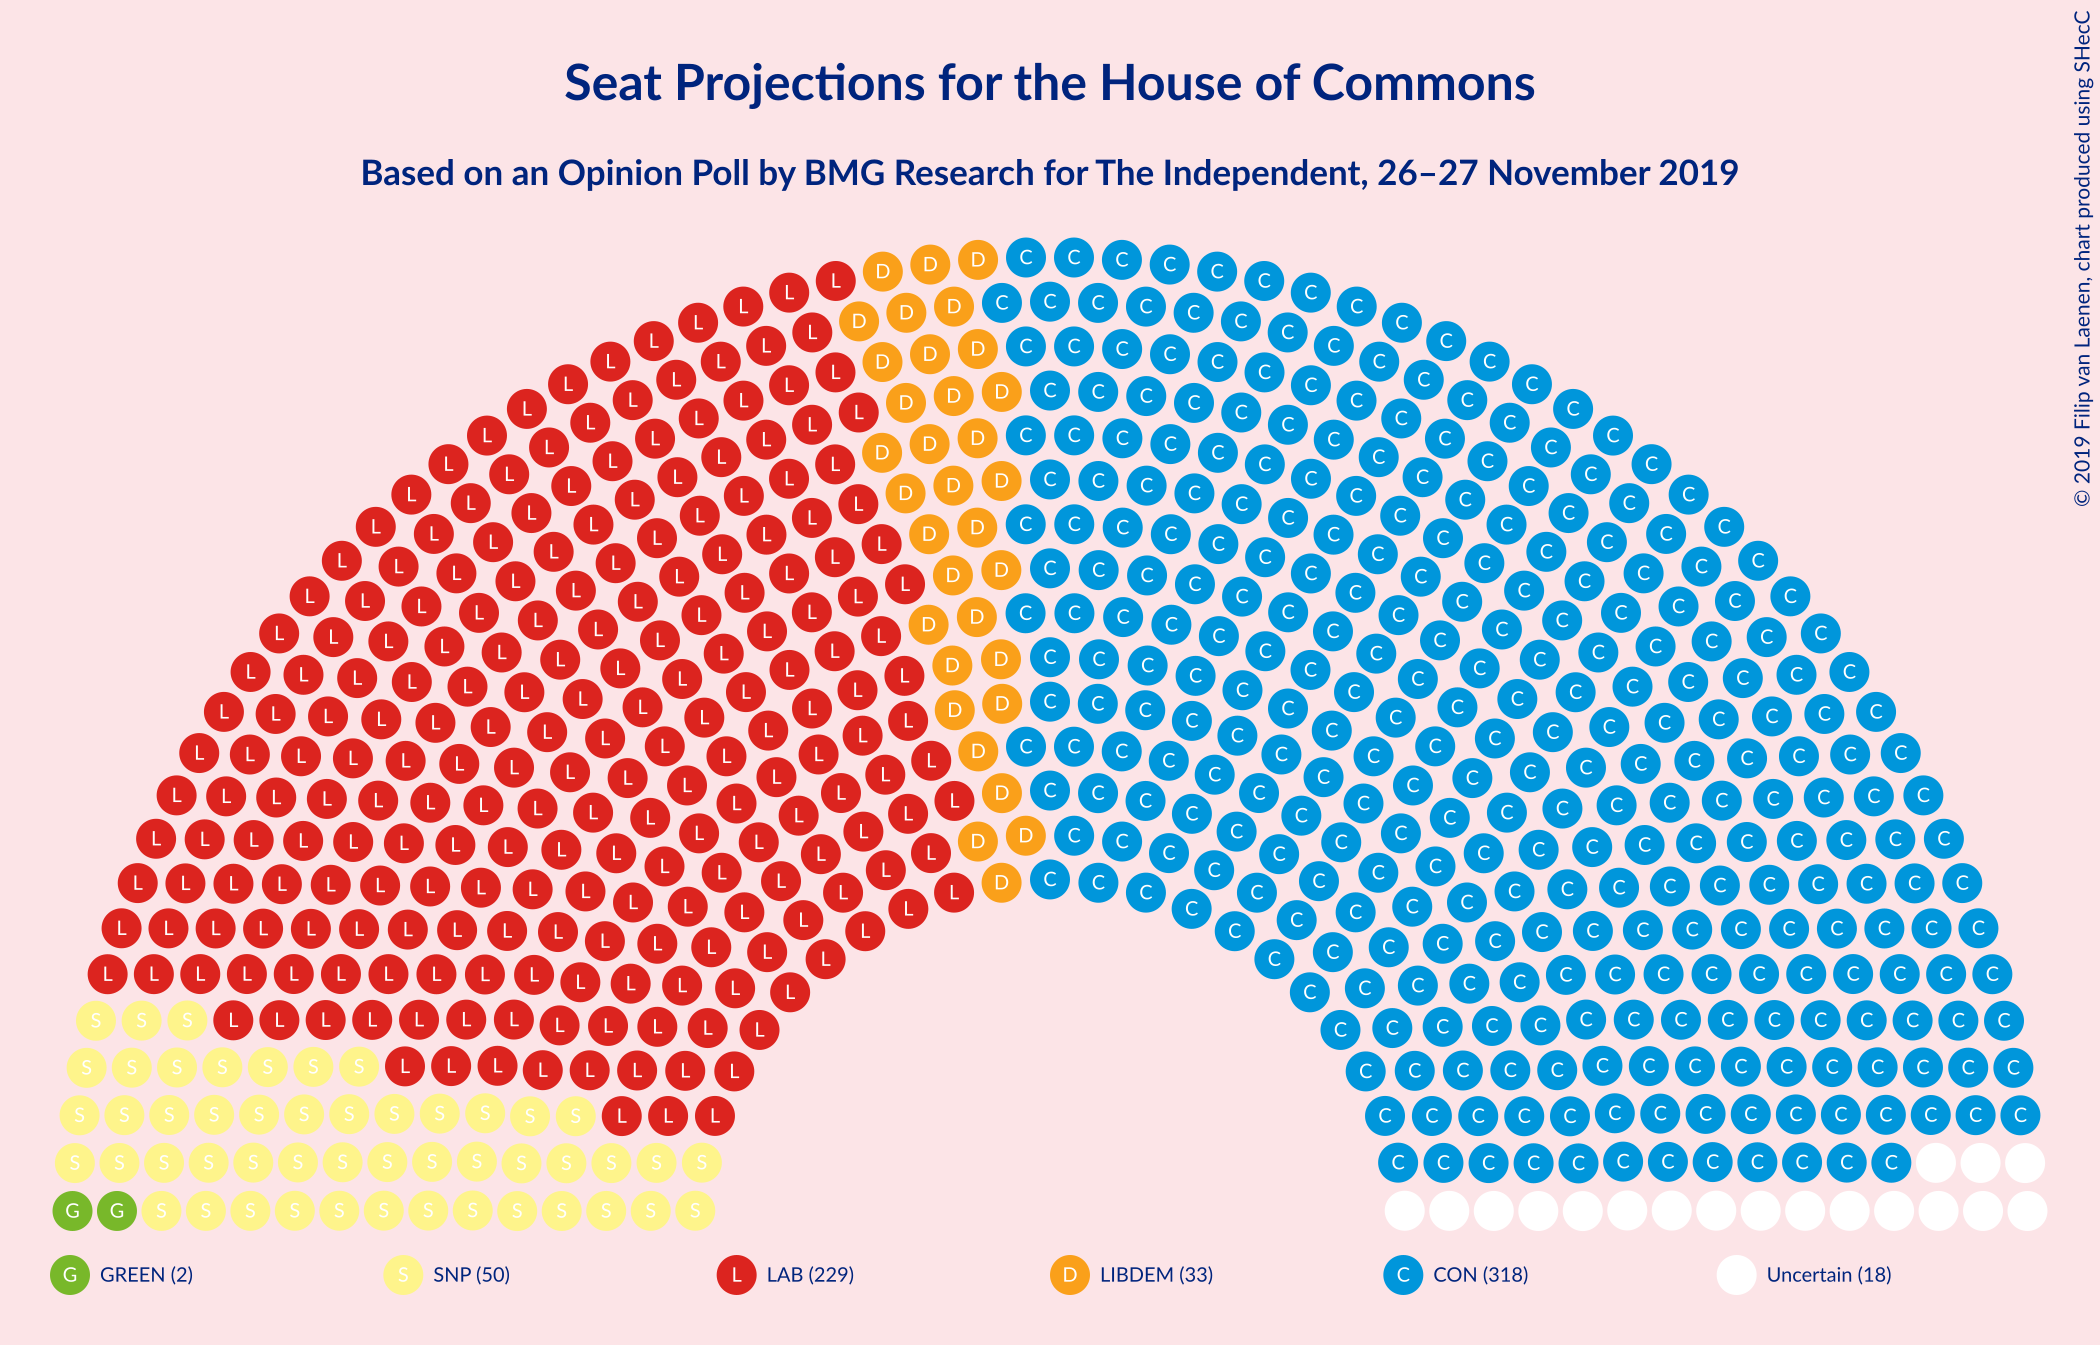 Seat Projections for the House of Commons
Based on an Opinion Poll by BMG Research for The Independent, 26–27 November 2019
© 2019 Filip van Laenen, chart produced using SHecC
G GREEN (2)
S SNP (50)
L LAB (229)
D LIBDEM (33)
C CON (318)
Uncertain (18)